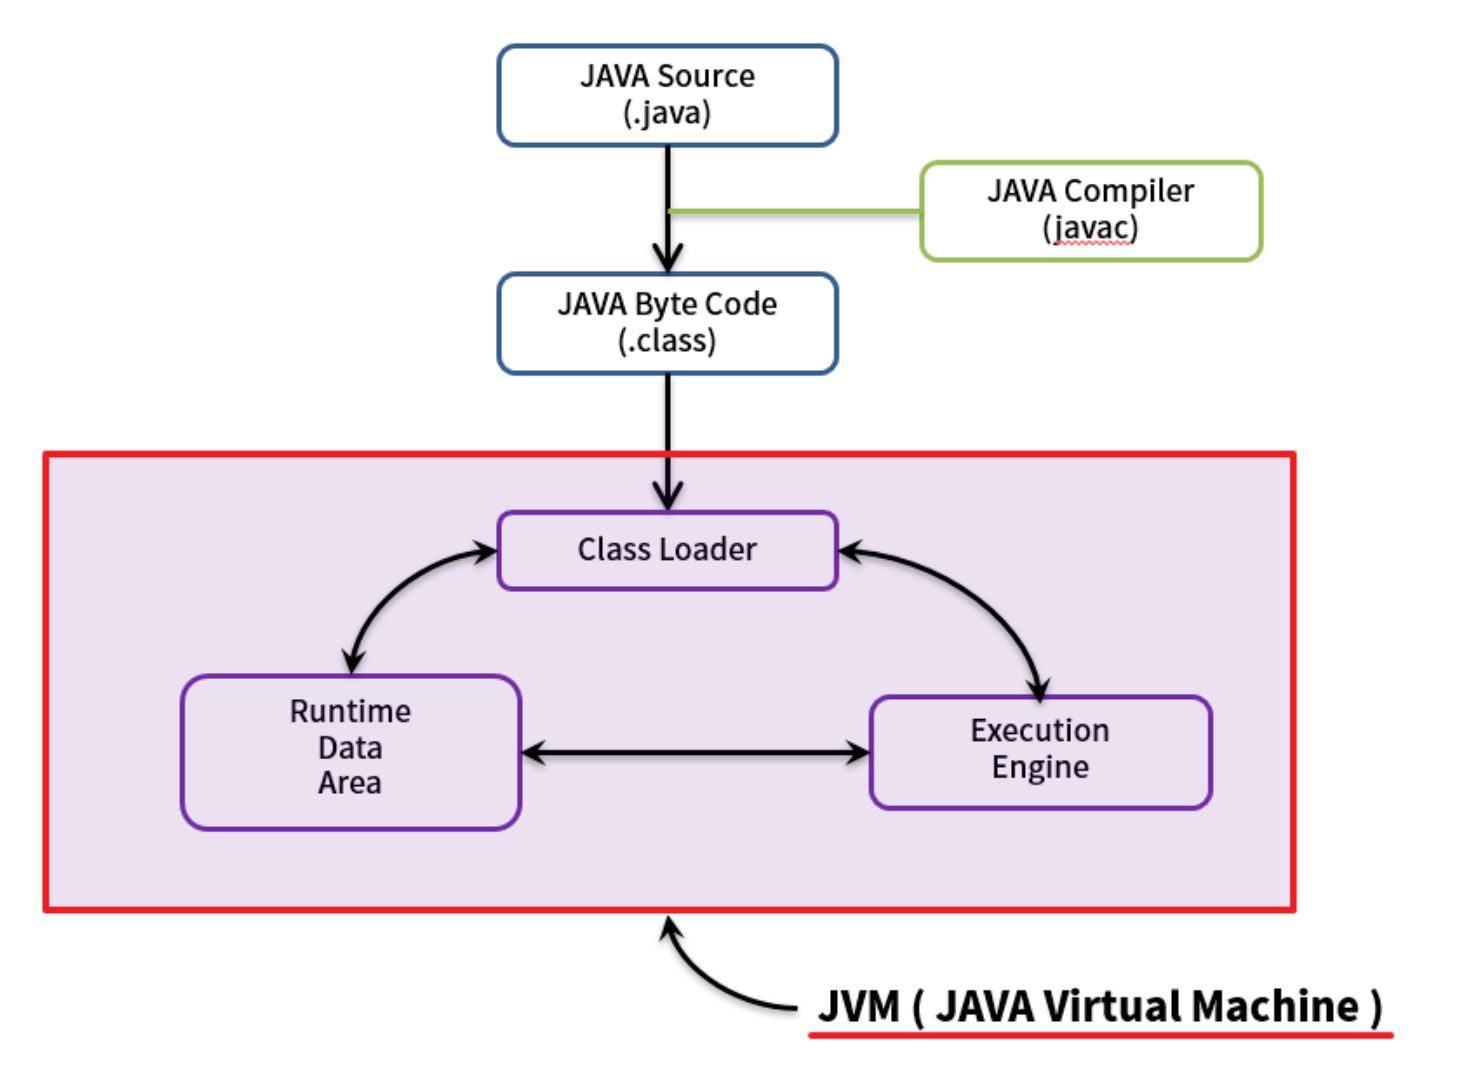 JAVA Source
(.java)
JAVA Compiler
(javac)
JAVA Byte Code
(.class)
Class Loader
Runtime
Data
Area
Execution
Engine
JVM ( JAVA Virtual Machine )